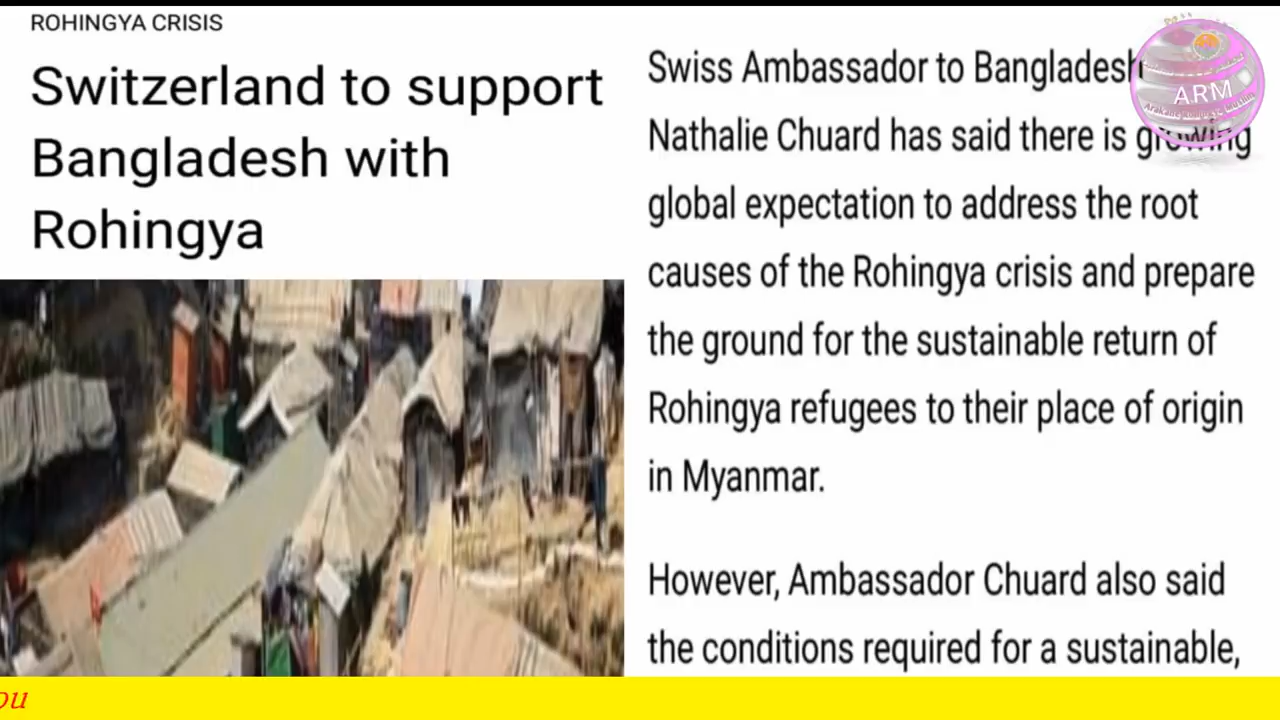 ROHINGYA CRISIS
Switzerland to support
Bangladesh with
Rohingya
Swiss Ambassador to Bangladesh
Nathalie Chuard has said there is growing
global expectation to address the root
causes of the Rohingya crisis and prepare
the ground for the sustainable return of
Rohingya refugees to their place of origin
in Myanmar.
However, Ambassador Chuard also said
the conditions required for a sustainable,
ARM
ou